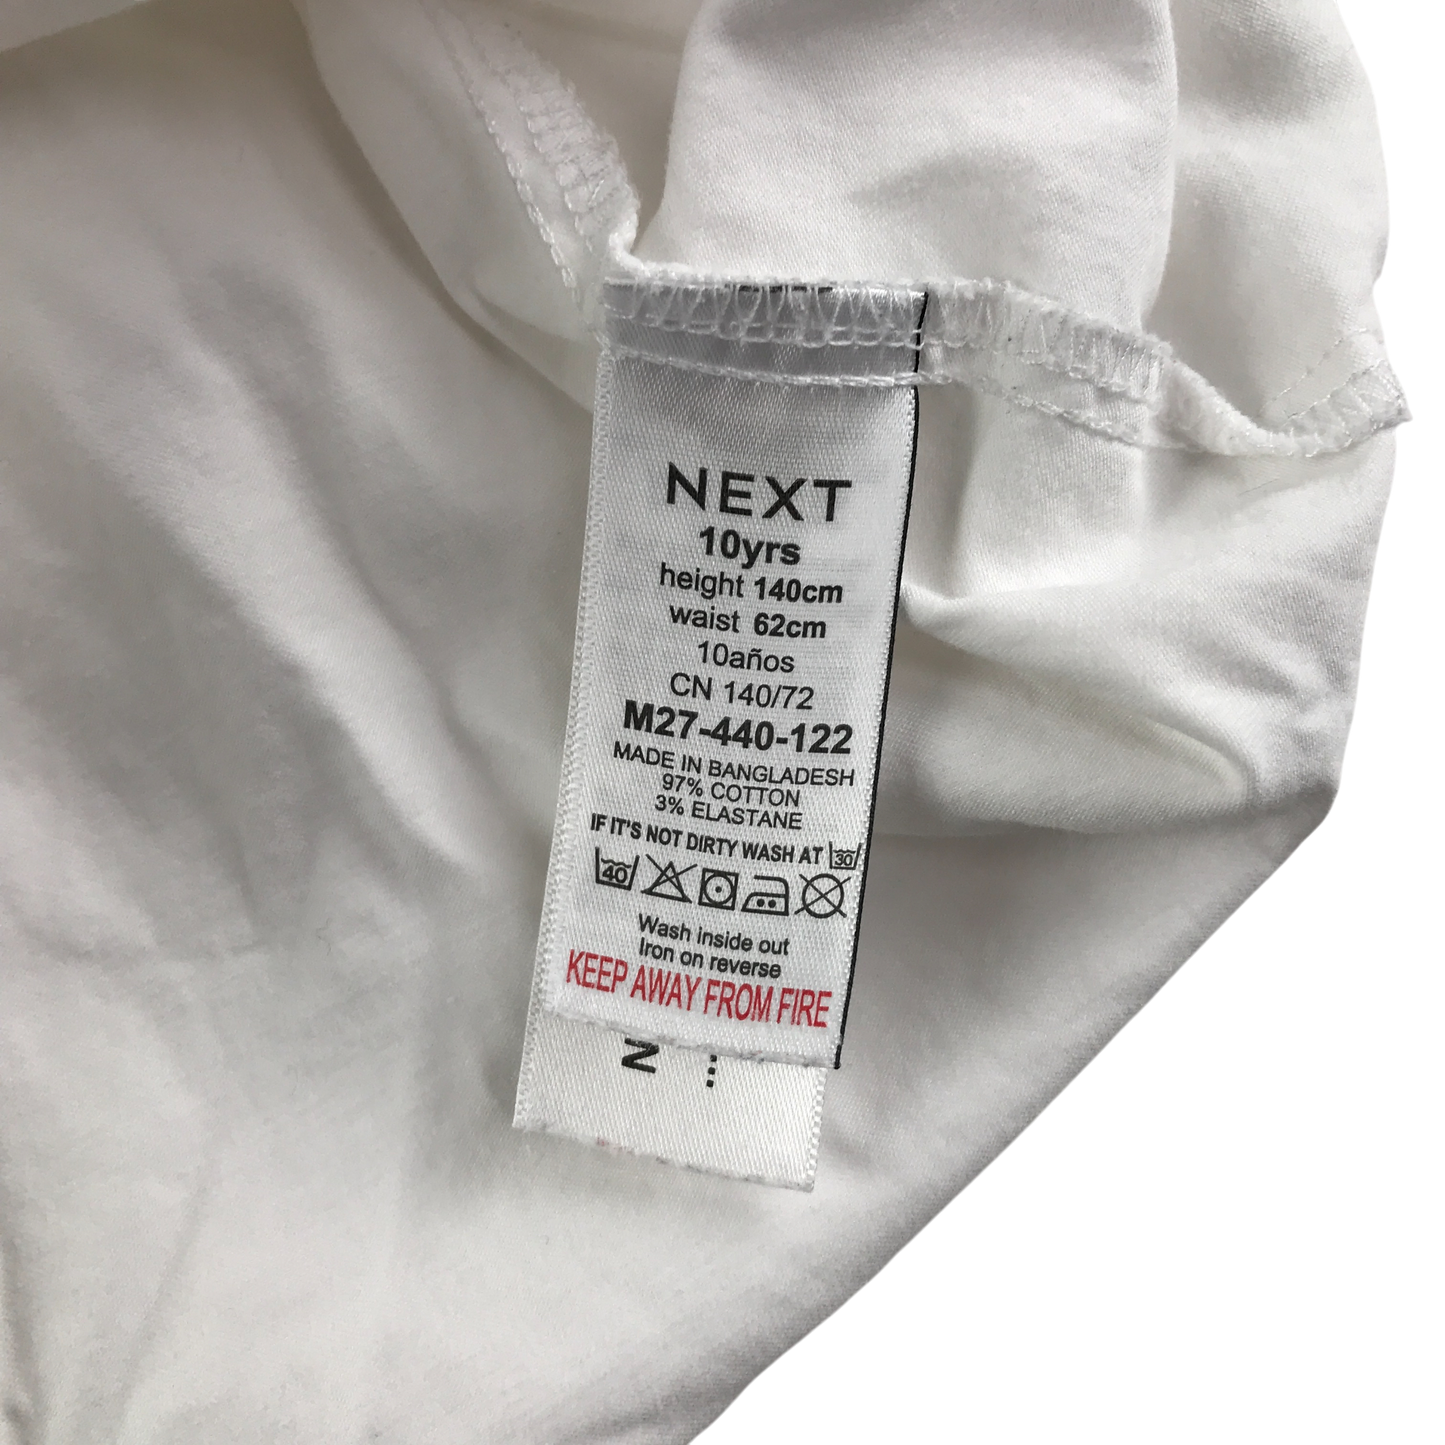 NEXT
10yrs
height 140cm
waist 62cm
10años
CN 140/72
M27-440-122
MADE IN BANGLADESH
97% COTTON
3% ELASTANE
IF IT'S NOT DIRTY WASH AT 30
40
Wash inside out
Iron on reverse
KEEP AWAY FROM FIRE
N